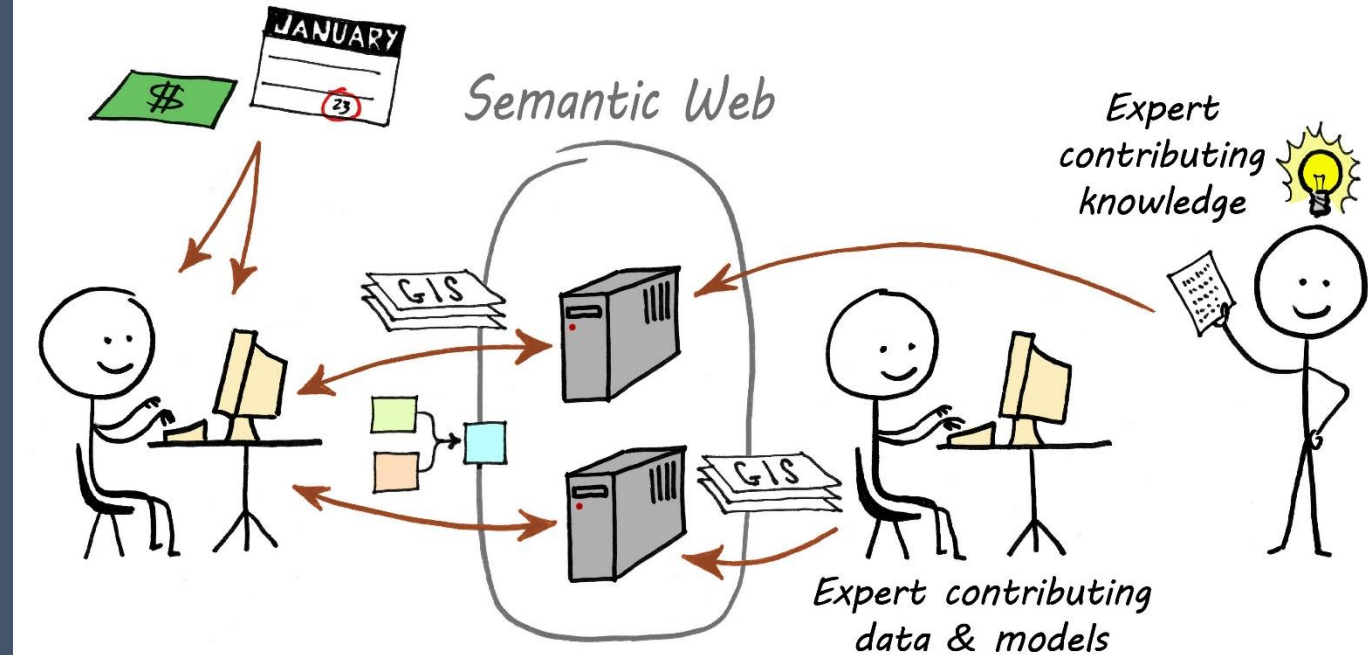 JANUARY
23
$
Semantic Web
Expert
contributing
knowledge
GIS
GIS
Expert contributing
data & models